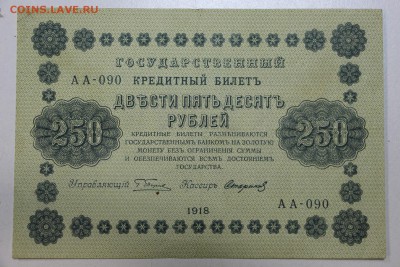 COINS.LAVE.RU
ГОСУДАРСТВЕННЫЙ
АА-090 КРЕДИТНЫЙ БИЛЕТЪ
ДВѢСТИ ПЯТЬДЕСЯТЪ
РУБЛЕЙ
250 250
КРЕДИТНЫЕ БИЛЕТЫ РАЗМѢНИВАЮТСЯ
ГОСУДАРСТВЕННЫМЪ БАНКОМЪ НА ЗОЛОТУЮ
МОНЕТУ БЕЗЪ ОГРАНИЧЕНІЯ СУММЫ
И ОБЕЗПЕЧИВАЮТСЯ ВСѢМЪ ДОСТОЯНІЕМЪ
ГОСУДАРСТВА.
Управляющій Кассиръ
АА-090
1918